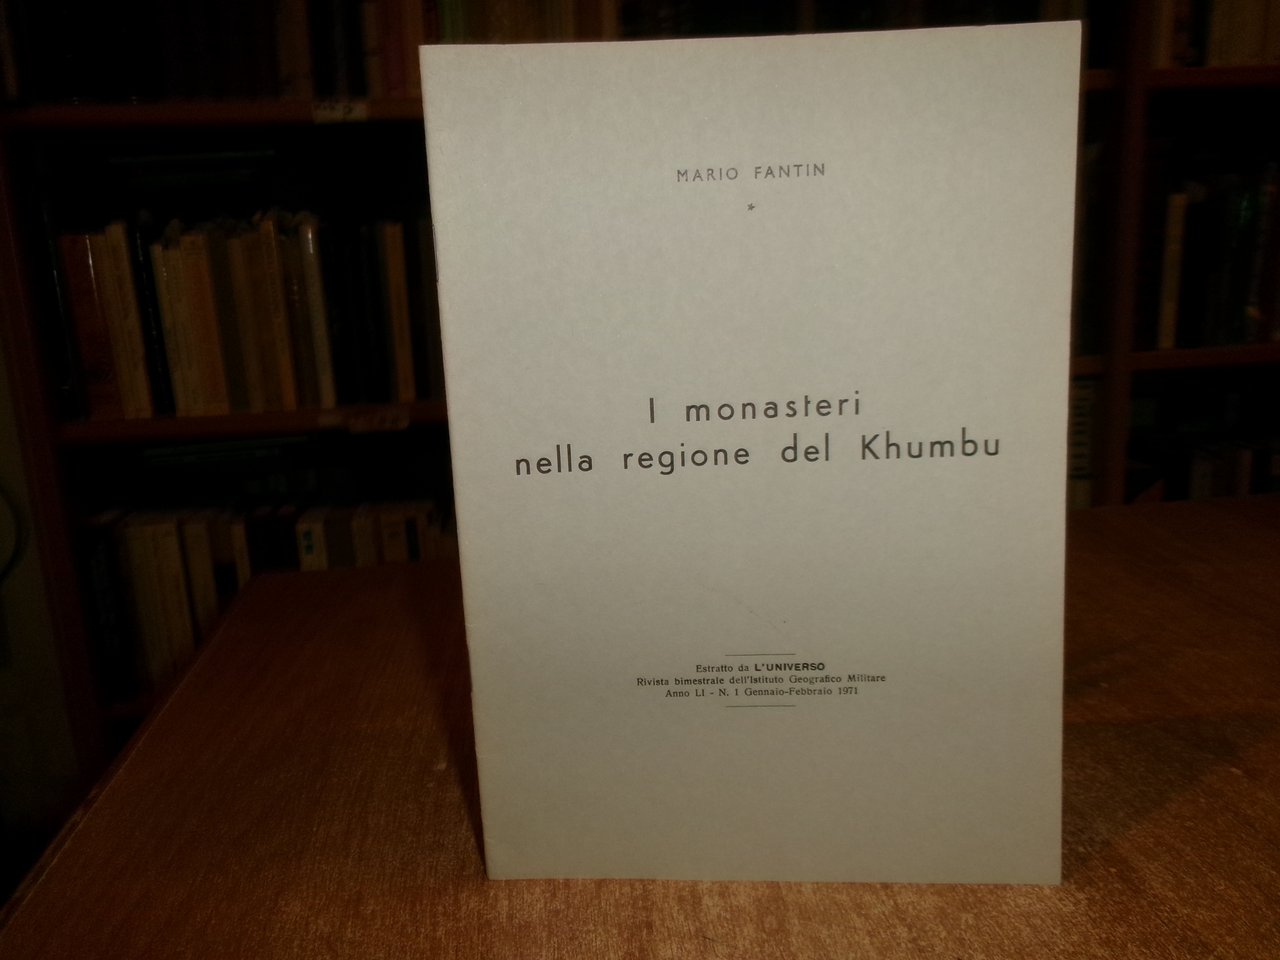 MARIO FANTIN
*
I monasteri
nella regione del Khumbu
Estratto da L'UNIVERSO
Rivista bimestrale dell'Istituto Geografico Militare
Anno LI - N. 1 Gennaio-Febbraio 1971